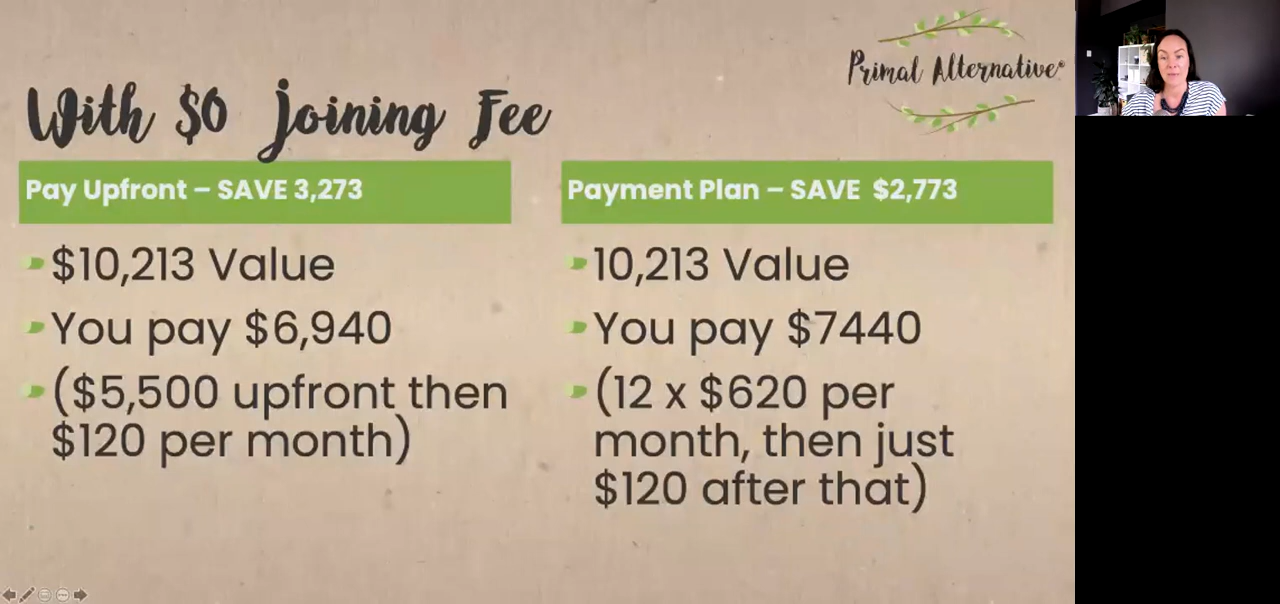 Primal Alternative®
With $0 Joining Fee
Pay Upfront – SAVE 3,273
$10,213 Value
You pay $6,940
($5,500 upfront then
$120 per month)
Payment Plan – SAVE $2,773
10,213 Value
You pay $7440
(12 x $620 per
month, then just
$120 after that)